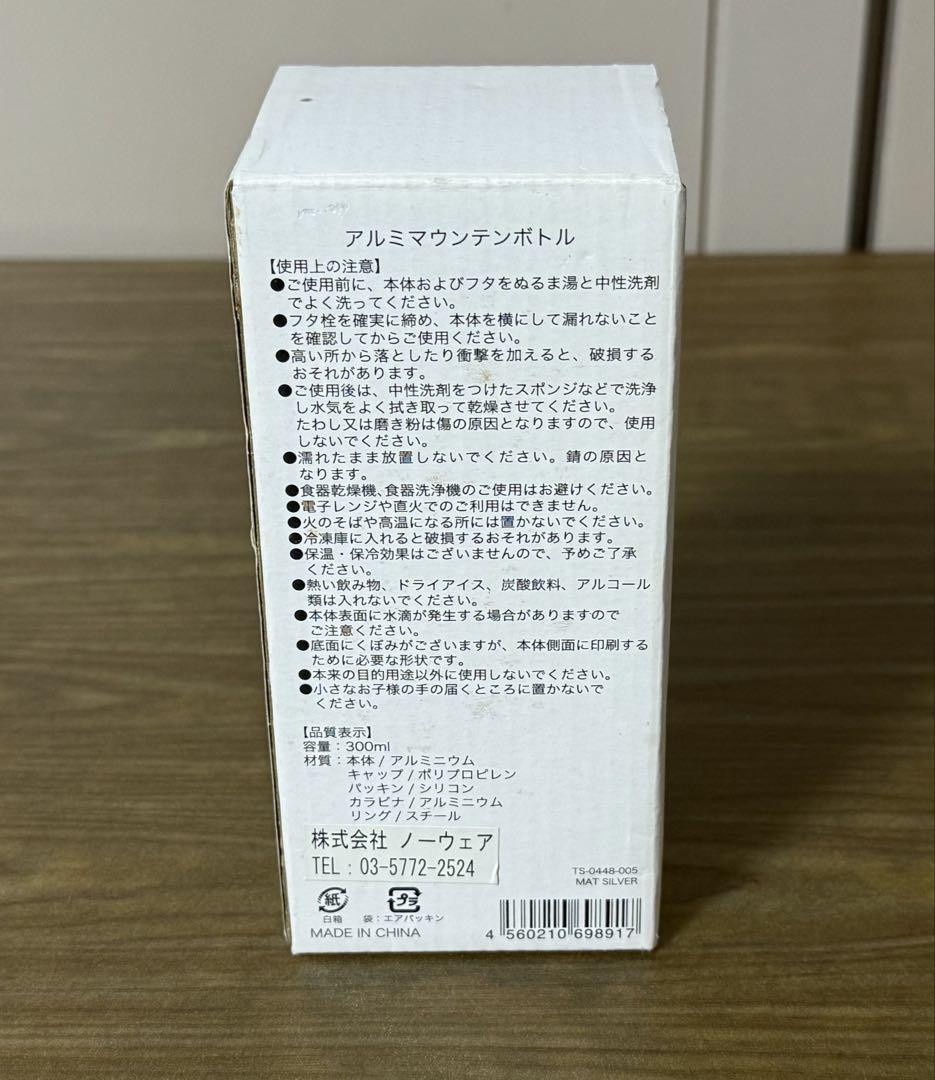 アルミマウンテンボトル
【使用上の注意】
●ご使用前に、本体およびフタをぬるま湯と中性洗剤
でよく洗ってください。
●フタ栓を確実に締め、本体を横にして漏れないこと
を確認してからご使用ください。
●高い所から落としたり衝撃を加えると、破損する
おそれがあります。
●ご使用後は、中性洗剤をつけたスポンジなどで洗浄
し水気をよく拭き取って乾燥させてください。
たわし又は磨き粉は傷の原因となりますので、使用
しないでください。
●濡れたまま放置しないでください。錆の原因と
なります。
●食器乾燥機、食器洗浄機のご使用はお避けください。
●電子レンジや直火でのご利用はできません。
●火のそばや高温になる所には置かないでください。
●冷凍庫に入れると破損するおそれがあります。
●保温・保冷効果はございませんので、予めご了承
ください。
●熱い飲み物、ドライアイス、炭酸飲料、アルコール
類は入れないでください。
●本体表面に水滴が発生する場合がありますので
ご注意ください。
●底面にくぼみがございますが、本体側面に印刷する
ために必要な形状です。
●本来の目的用途以外に使用しないでください。
●小さなお子様の手の届くところに置かないで
ください。
【品質表示】
容量：300ml
材質：本体 / アルミニウム
キャップ / ポリプロピレン
パッキン / シリコン
カラビナ / アルミニウム
リング / スチール
株式会社 ノーウェア
TEL：03-5772-2524
TS-0448-005
MAT SILVER
紙
プラ
白箱
袋：エアパッキン
MADE IN CHINA
4 560210 698917